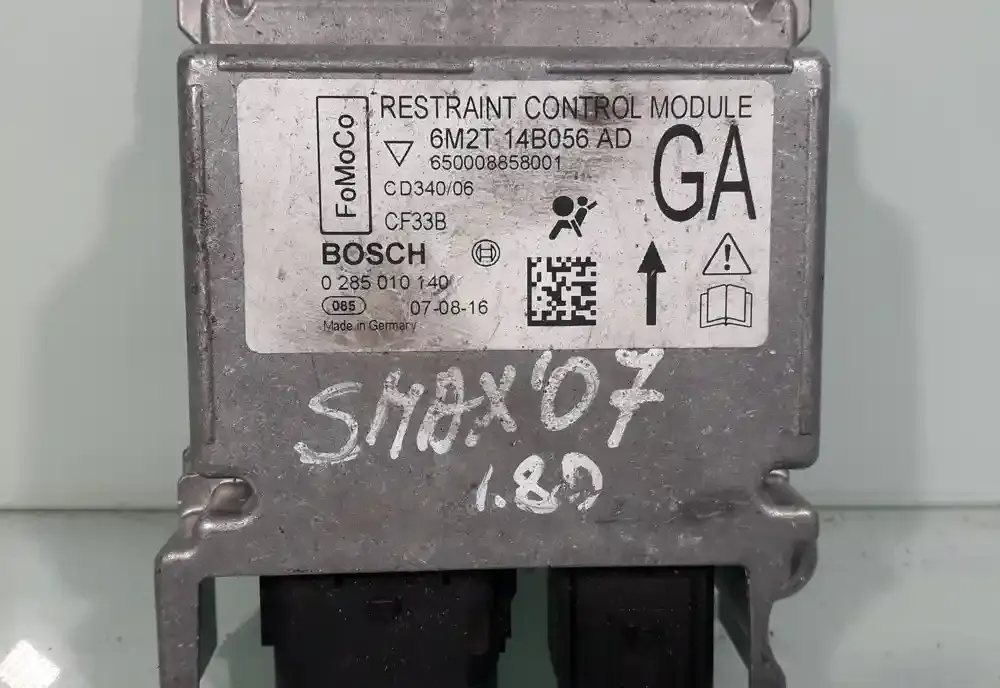 FoMoCo
RESTRAINT CONTROL MODULE
6M2T 14B056 AD
650008858001
GA
CD340/06
CF33B
BOSCH
0 285 010 140
085 07-08-16
Made in Germany
SMAX '07
1.8D